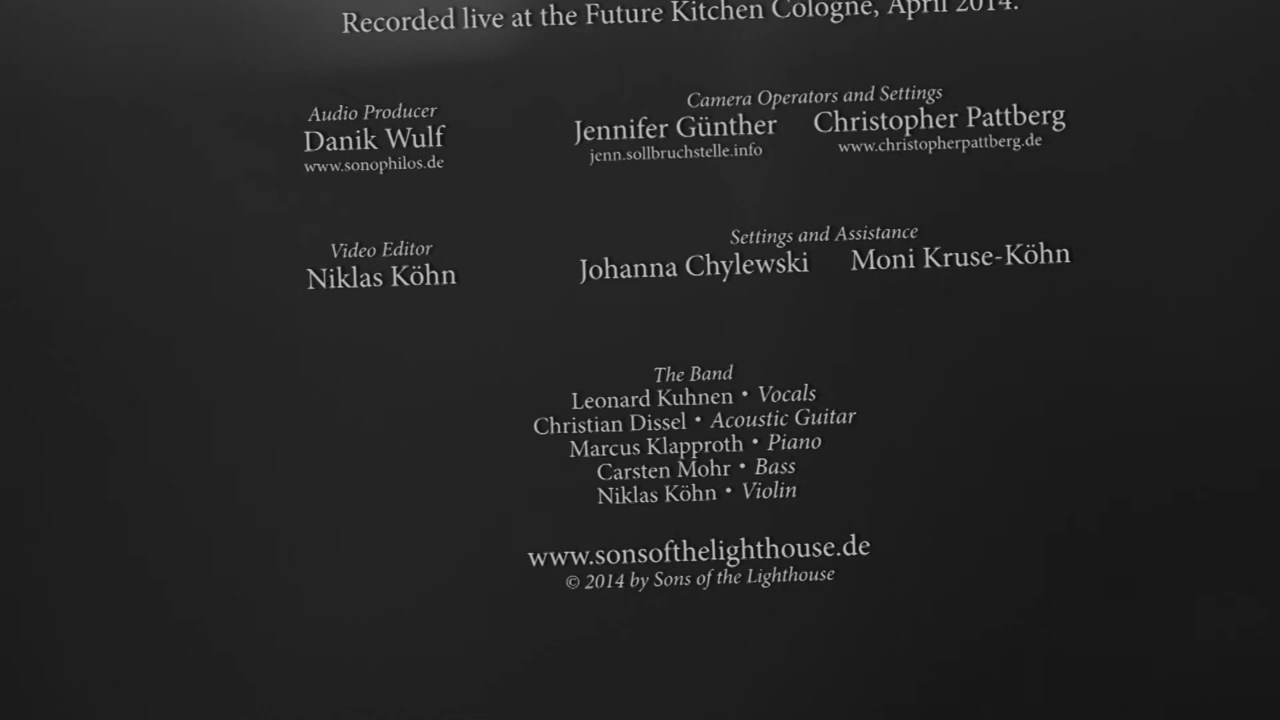 Recorded live at the Future Kitchen Cologne, April 2014.
Audio Producer
Danik Wulf
www.sonophilos.de
Camera Operators and Settings
Jennifer Günther Christopher Pattberg
jenn.sollbruchstelle.info www.christopherpattberg.de
Video Editor
Niklas Köhn
Settings and Assistance
Johanna Chylewski Moni Kruse-Köhn
The Band
Leonard Kuhnen • Vocals
Christian Dissel • Acoustic Guitar
Marcus Klapproth • Piano
Carsten Mohr • Bass
Niklas Köhn • Violin
www.sonsofthelighthouse.de
© 2014 by Sons of the Lighthouse